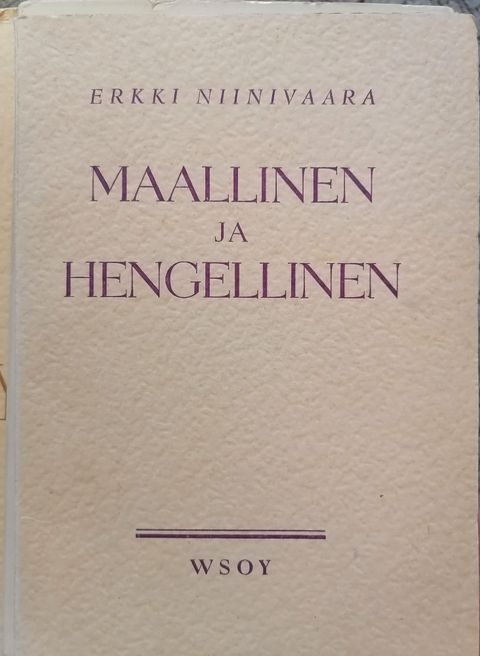 ERKKI NIINIVAARA
MAALLINEN
JA
HENGELLINEN
WSOY